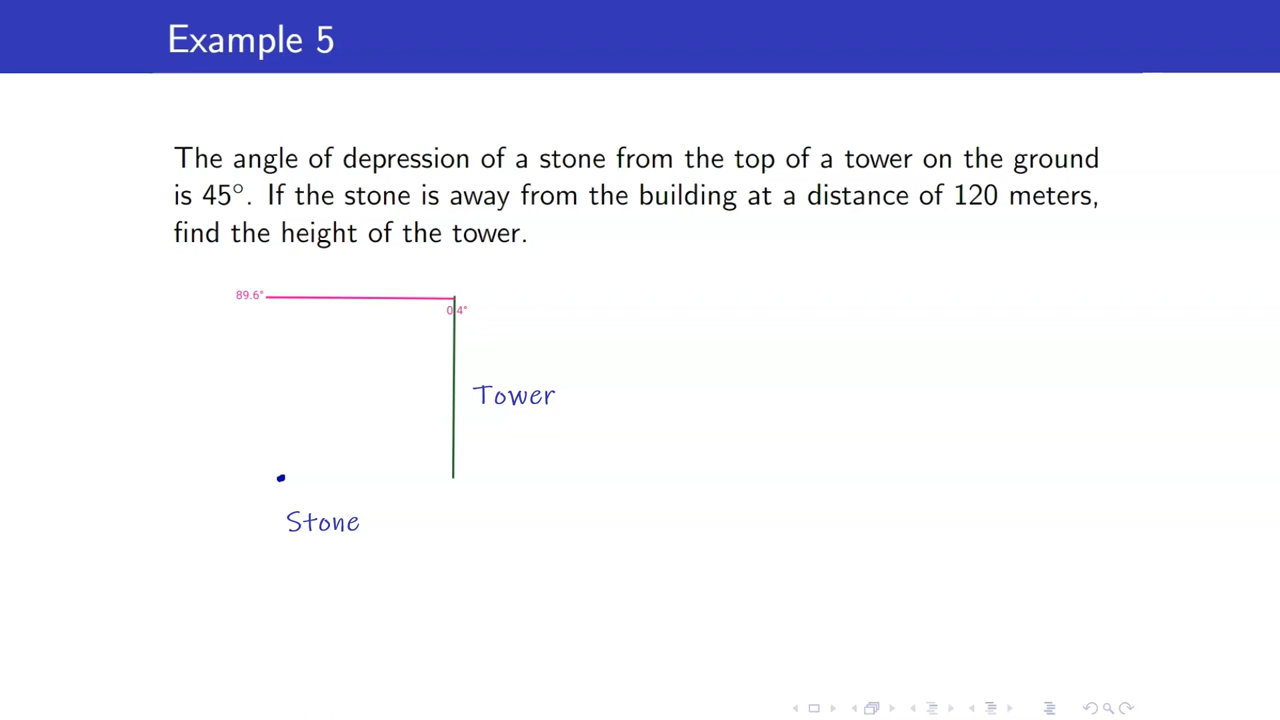 Example 5
The angle of depression of a stone from the top of a tower on the ground
is 45°. If the stone is away from the building at a distance of 120 meters,
find the height of the tower.
89.6°
0.4°
Tower
Stone